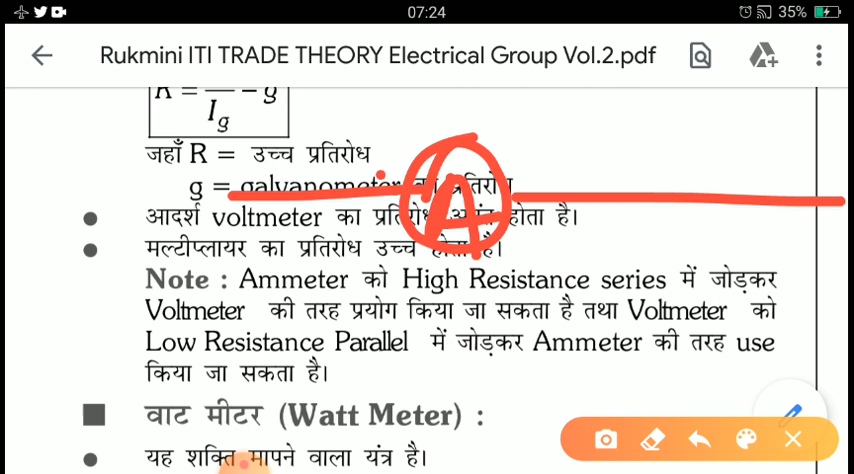 07:24
35%
Rukmini ITI TRADE THEORY Electrical Group Vol.2.pdf
R = — - g
I_g
जहाँ R = उच्च प्रतिरोध
g = galvanometer का प्रतिरोध
A
आदर्श voltmeter का प्रतिरोध अनंत होता है।
मल्टीप्लायर का प्रतिरोध उच्च होता है।
Note : Ammeter को High Resistance series में जोड़कर
Voltmeter की तरह प्रयोग किया जा सकता है तथा Voltmeter को
Low Resistance Parallel में जोड़कर Ammeter की तरह use
किया जा सकता है।
वाट मीटर (Watt Meter) :
यह शक्ति मापने वाला यंत्र है।